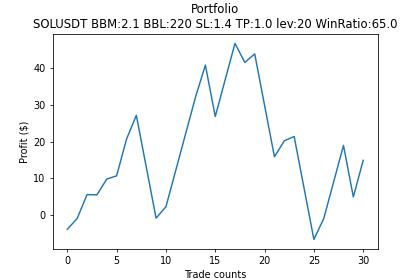 Portfolio
SOLUSDT BBM:2.1 BBL:220 SL:1.4 TP:1.0 lev:20 WinRatio:65.0
Profit ($)
40
30
20
10
0
0 5 10 15 20 25 30
Trade counts